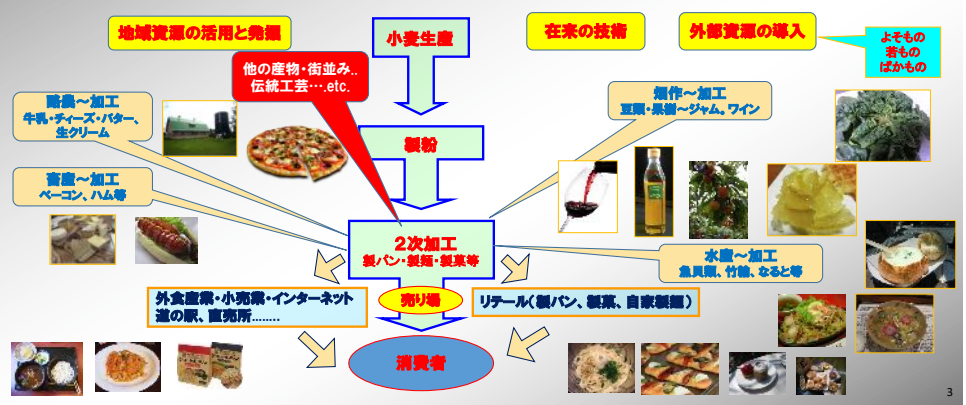 地域資源の活用と発掘
小麦生産
在来の技術
外部資源の導入
よそもの
若もの
ばかもの
他の産物・街並み..
伝統工芸….etc.
酪農～加工
牛乳・ティーズ・バター、
生クリーム
畑作～加工
豆類・果樹～ジャム。ワイン
製粉
畜産～加工
ベーコン、ハム等
2次加工
製パン・製麺・製菓等
水産～加工
魚貝類、竹輪、なると等
売り場
外食産業・小売業・インターネット
道の駅、直売所........
リテール（製パン、製菓、自家製麺）
消費者
3